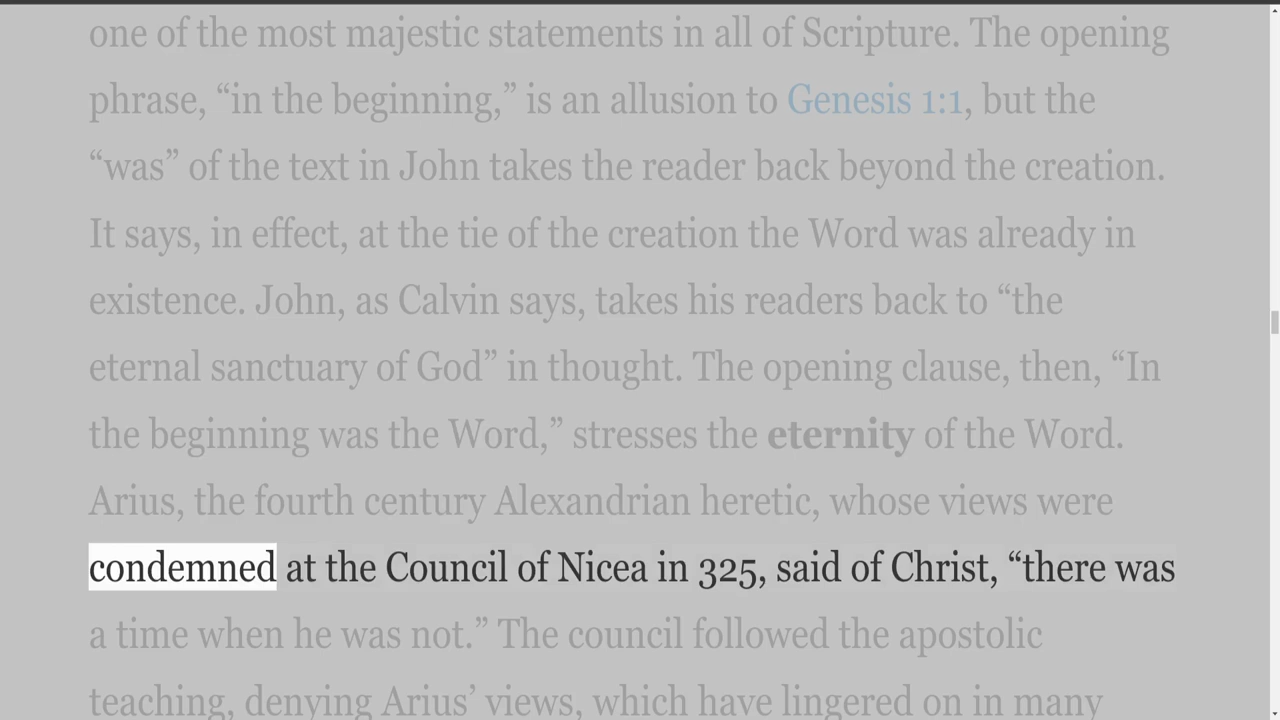 one of the most majestic statements in all of Scripture. The opening
phrase, “in the beginning,” is an allusion to Genesis 1:1, but the
“was” of the text in John takes the reader back beyond the creation.
It says, in effect, at the tie of the creation the Word was already in
existence. John, as Calvin says, takes his readers back to “the
eternal sanctuary of God” in thought. The opening clause, then, “In
the beginning was the Word,” stresses the eternity of the Word.
Arius, the fourth century Alexandrian heretic, whose views were
condemned at the Council of Nicea in 325, said of Christ, “there was
a time when he was not.” The council followed the apostolic
teaching, denying Arius’ views, which have lingered on in many